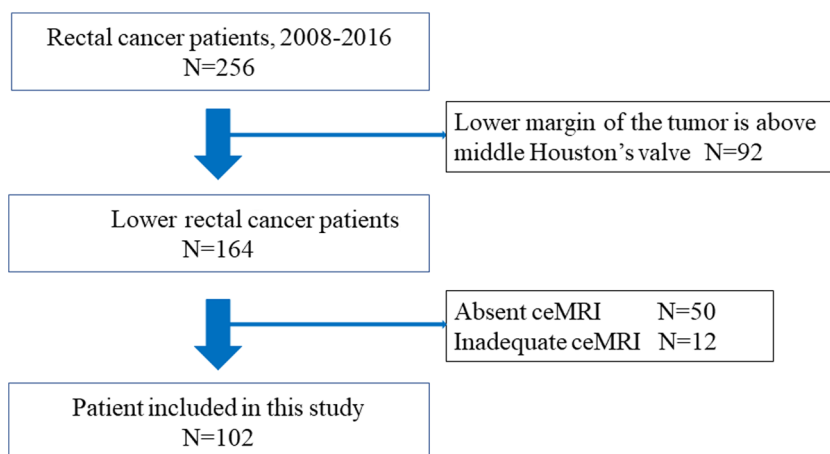 Rectal cancer patients, 2008-2016
N=256
Lower margin of the tumor is above
middle Houston’s valve N=92
Lower rectal cancer patients
N=164
Absent ceMRI N=50
Inadequate ceMRI N=12
Patient included in this study
N=102